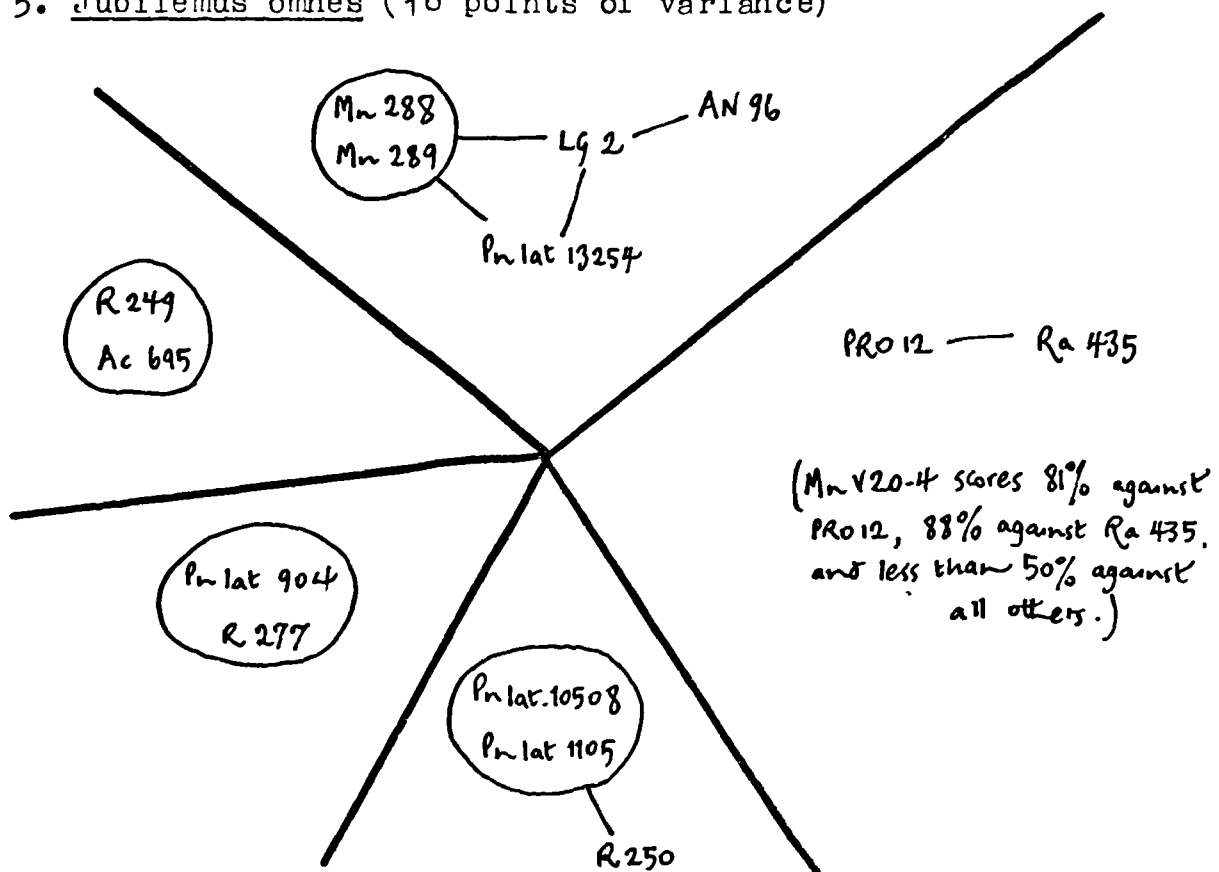 5. Jubilemus omnes (16 points of variance)
Mn 288
Mn 289
LG 2
AN 96
Pn lat 13254
R 249
Ac 695
PRO 12
Ra 435
(Mn V20-4 scores 81% against
PRO 12, 88% against Ra 435,
and less than 50% against
all others.)
Pn lat 904
R 277
Pn lat.10508
Pn lat 1105
R 250